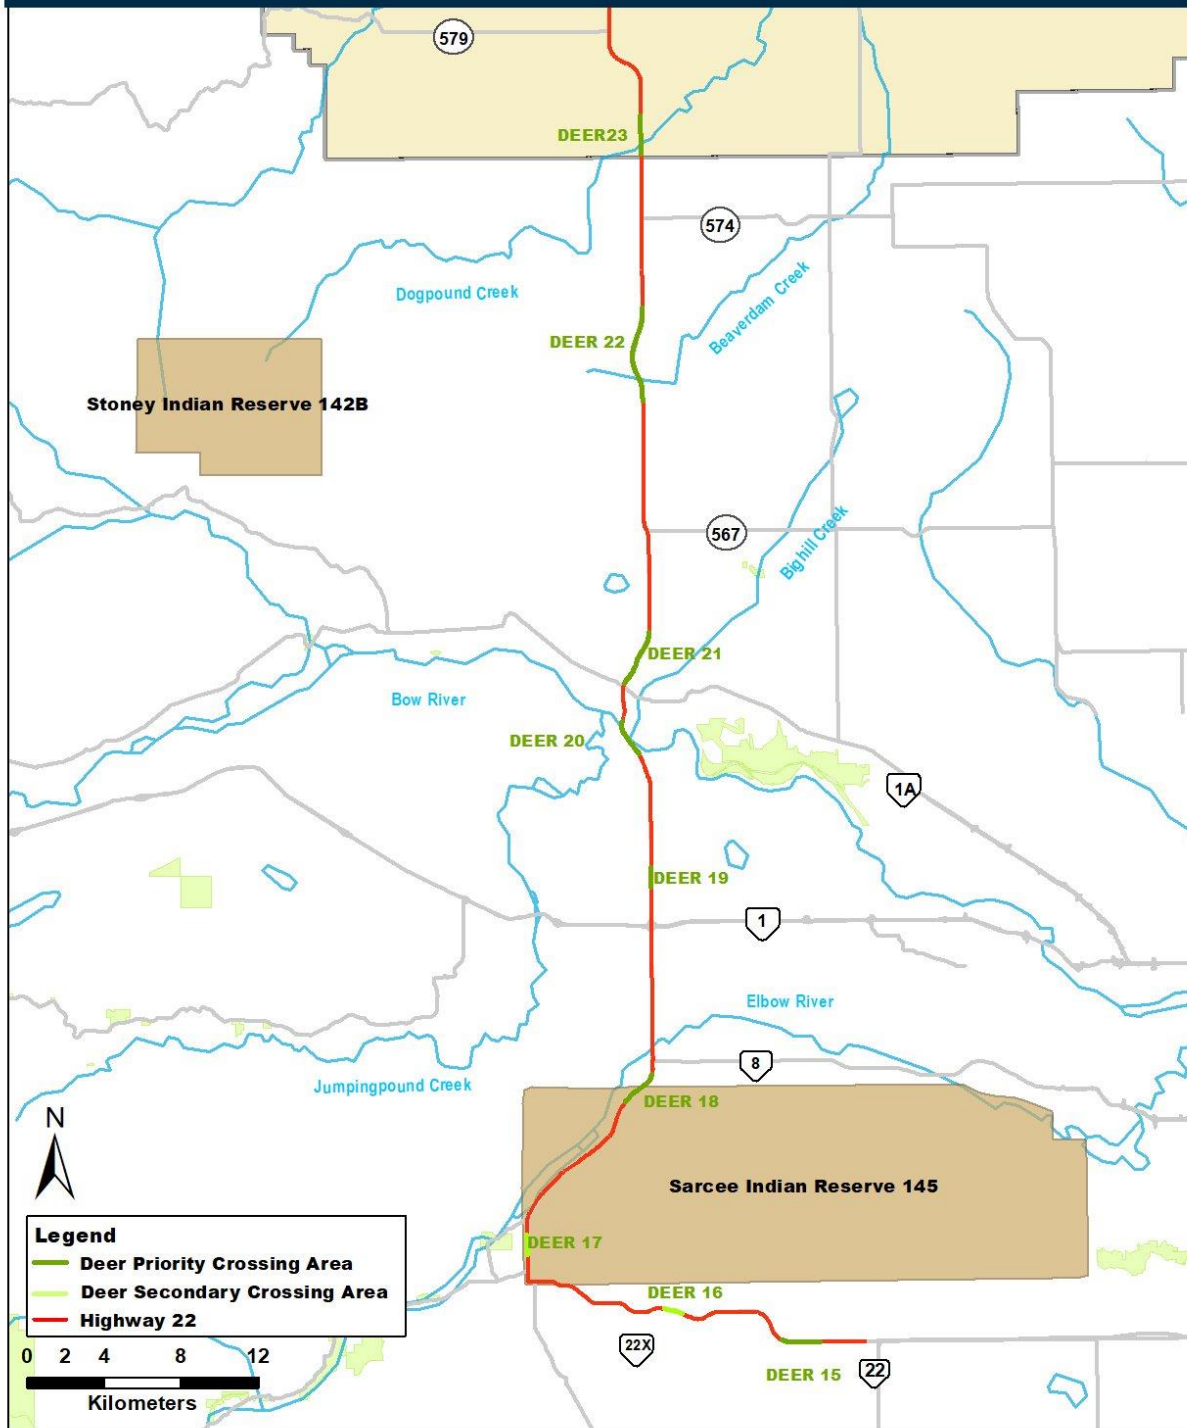 579
DEER23
574
Dogpound Creek
Beaverdam Creek
DEER 22
Stoney Indian Reserve 142B
567
Bighill Creek
DEER 21
Bow River
DEER 20
1A
DEER 19
1
Elbow River
8
Jumpingpound Creek
DEER 18
N
Sarcee Indian Reserve 145
Legend
Deer Priority Crossing Area
Deer Secondary Crossing Area
Highway 22
DEER 17
DEER 16
22X
DEER 15
22
0 2 4 8 12
Kilometers